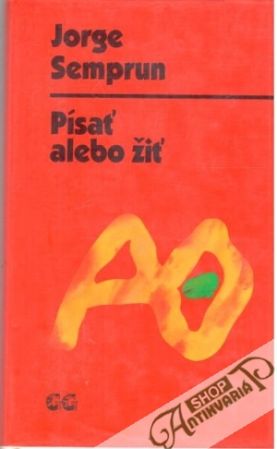 Jorge
Semprun
Písať
alebo žiť
GG
SHOP
ANTIKVARIÁT